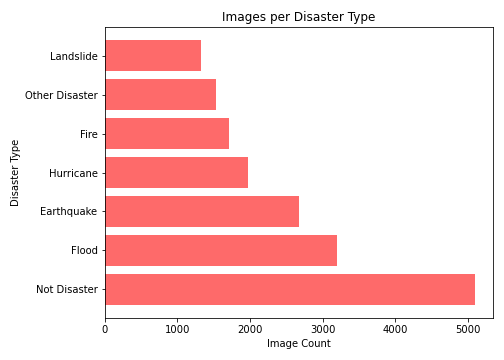 Images per Disaster Type
Disaster Type
Landslide
Other Disaster
Fire
Hurricane
Earthquake
Flood
Not Disaster
0 1000 2000 3000 4000 5000
Image Count